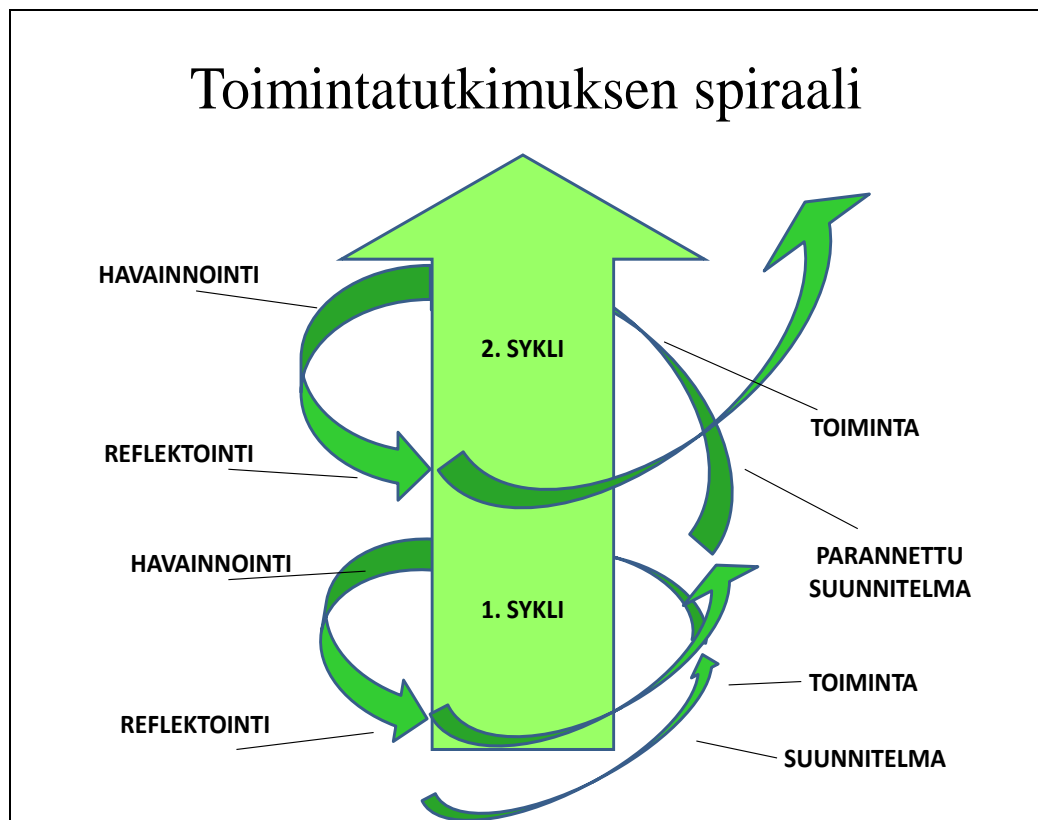 Toimintatutkimuksen spiraali
HAVAINNOINTI
2. SYKLI
TOIMINTA
REFLEKTOINTI
HAVAINNOINTI
PARANNETTU
SUUNNITELMA
1. SYKLI
TOIMINTA
REFLEKTOINTI
SUUNNITELMA